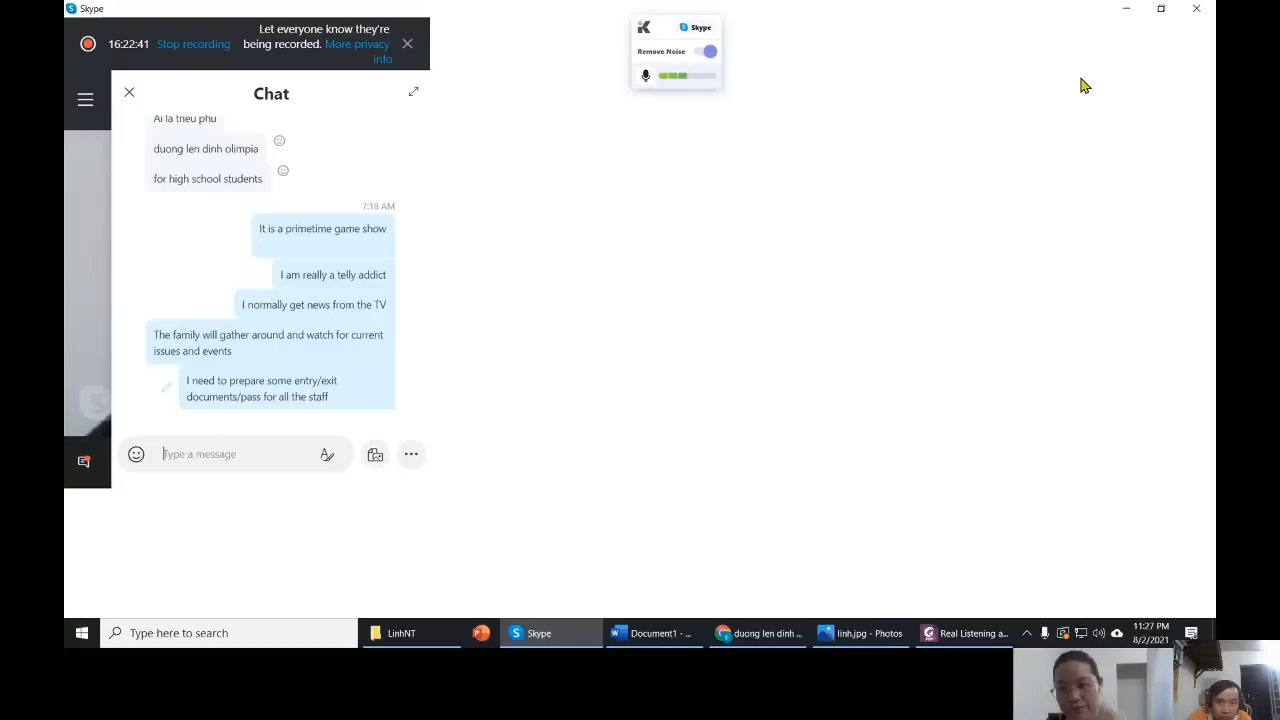 Skype
Let everyone know they're
16:22:41 Stop recording being recorded. More privacy
info
Skype
Remove Noise
Chat
Ai la trieu phu
duong len dinh olimpia
for high school students
7:18 AM
It is a primetime game show
I am really a telly addict
I normally get news from the TV
The family will gather around and watch for current
issues and events
I need to prepare some entry/exit
documents/pass for all the staff
Type a message
Type here to search
LinhNT
Skype
Document1 - ...
duong len dinh ...
linh.jpg - Photos
Real Listening a...
11:27 PM
8/2/2021